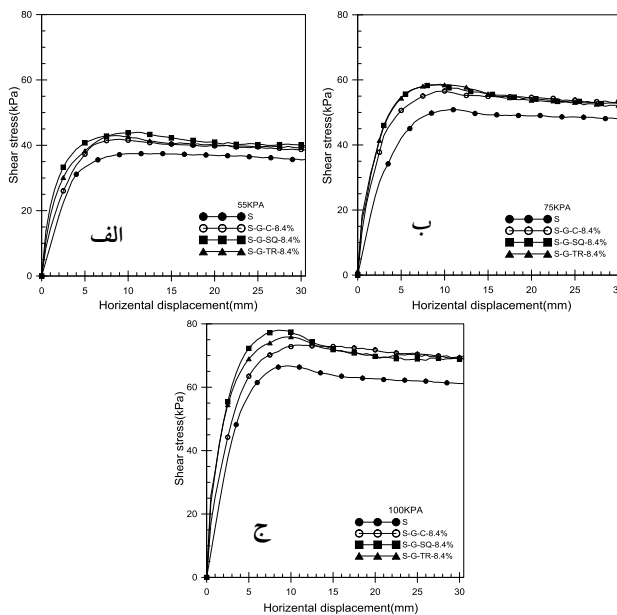 80
60
40
20
0
Shear stress(kPa)
55KPA
S
S-G-C-8.4%
S-G-SQ-8.4%
S-G-TR-8.4%
الف
0 5 10 15 20 25 30
Horizental displacement(mm)
80
60
40
20
0
Shear stress(kPa)
75KPA
S
S-G-C-8.4%
S-G-SQ-8.4%
S-G-TR-8.4%
ب
0 5 10 15 20 25 30
Horizental displacement(mm)
80
60
40
20
0
Shear stress(kPa)
100KPA
S
S-G-C-8.4%
S-G-SQ-8.4%
S-G-TR-8.4%
ج
0 5 10 15 20 25 30
Horizental displacement(mm)